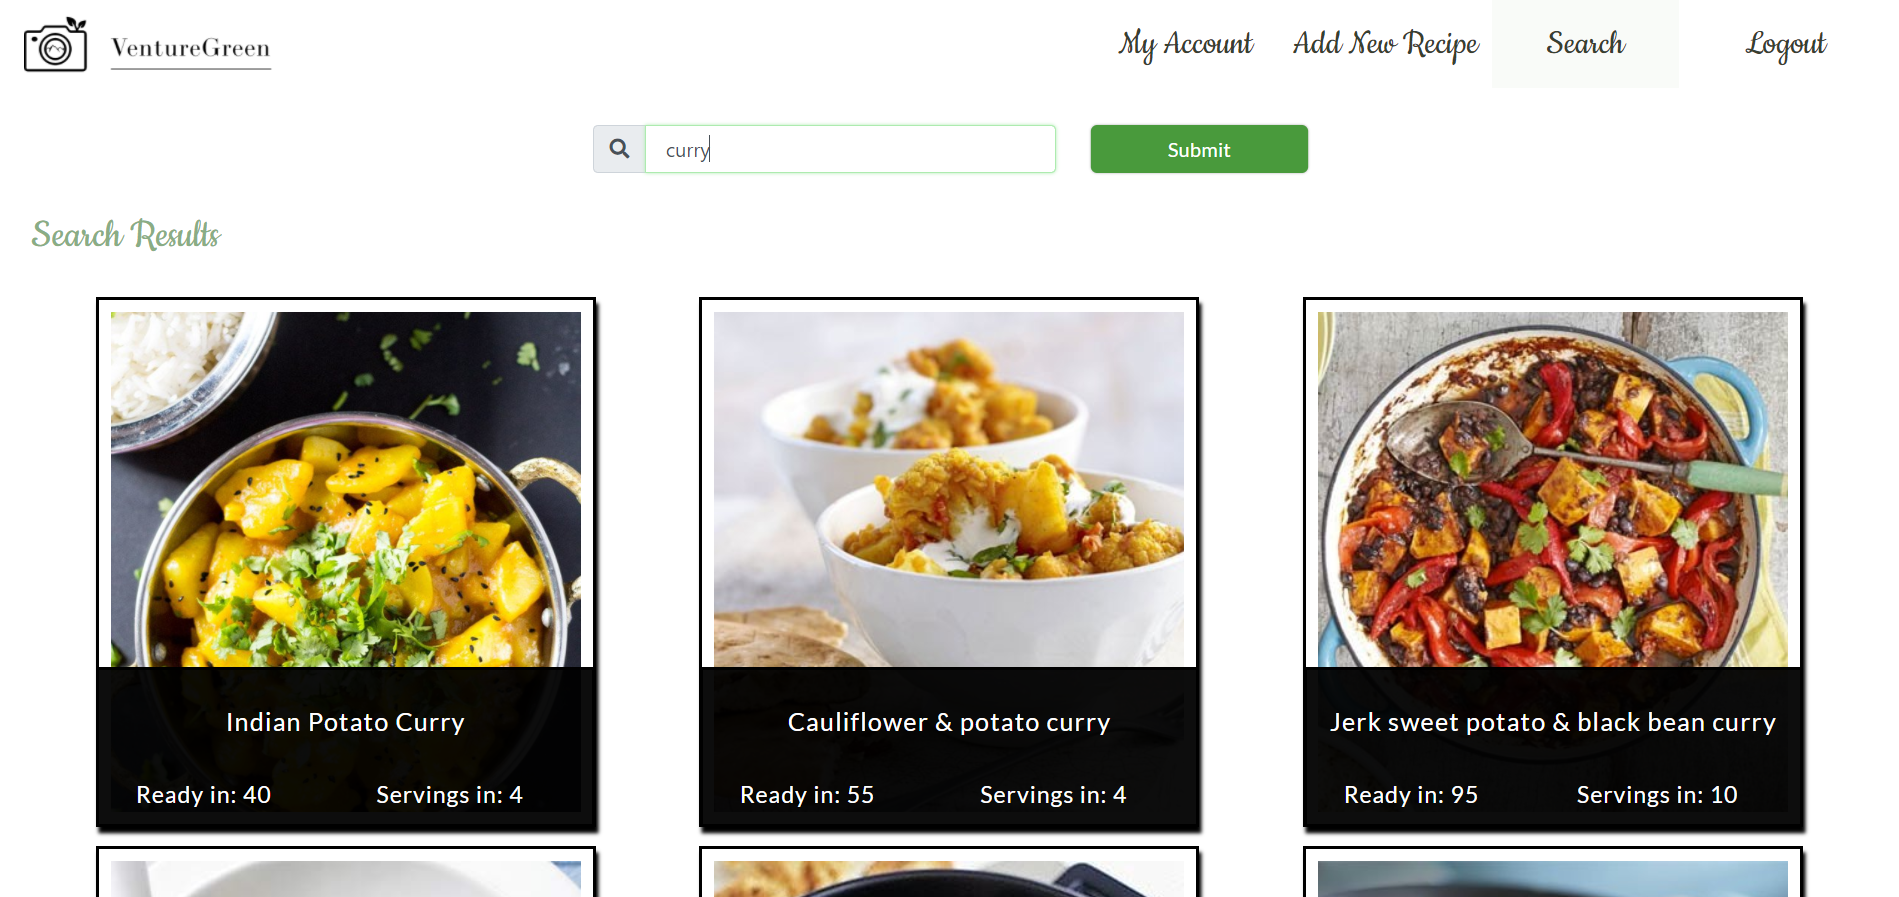 VentureGreen
My Account Add New Recipe Search Logout
curry Submit
Search Results
Indian Potato Curry
Ready in: 40 Servings in: 4
Cauliflower & potato curry
Ready in: 55 Servings in: 4
Jerk sweet potato & black bean curry
Ready in: 95 Servings in: 10